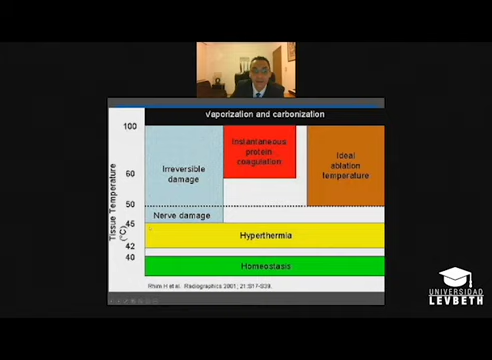 Vaporization and carbonization
100
Instantaneous
protein
coagulation
Irreversible
damage
Ideal
ablation
temperature
60
50
Nerve damage
45
Hyperthermia
42
40
Homeostasis
Tissue Temperature
(°C)
Rhim H et al. Radiographics 2001; 21:S17-S39.
UNIVERSIDAD
LEVBETH